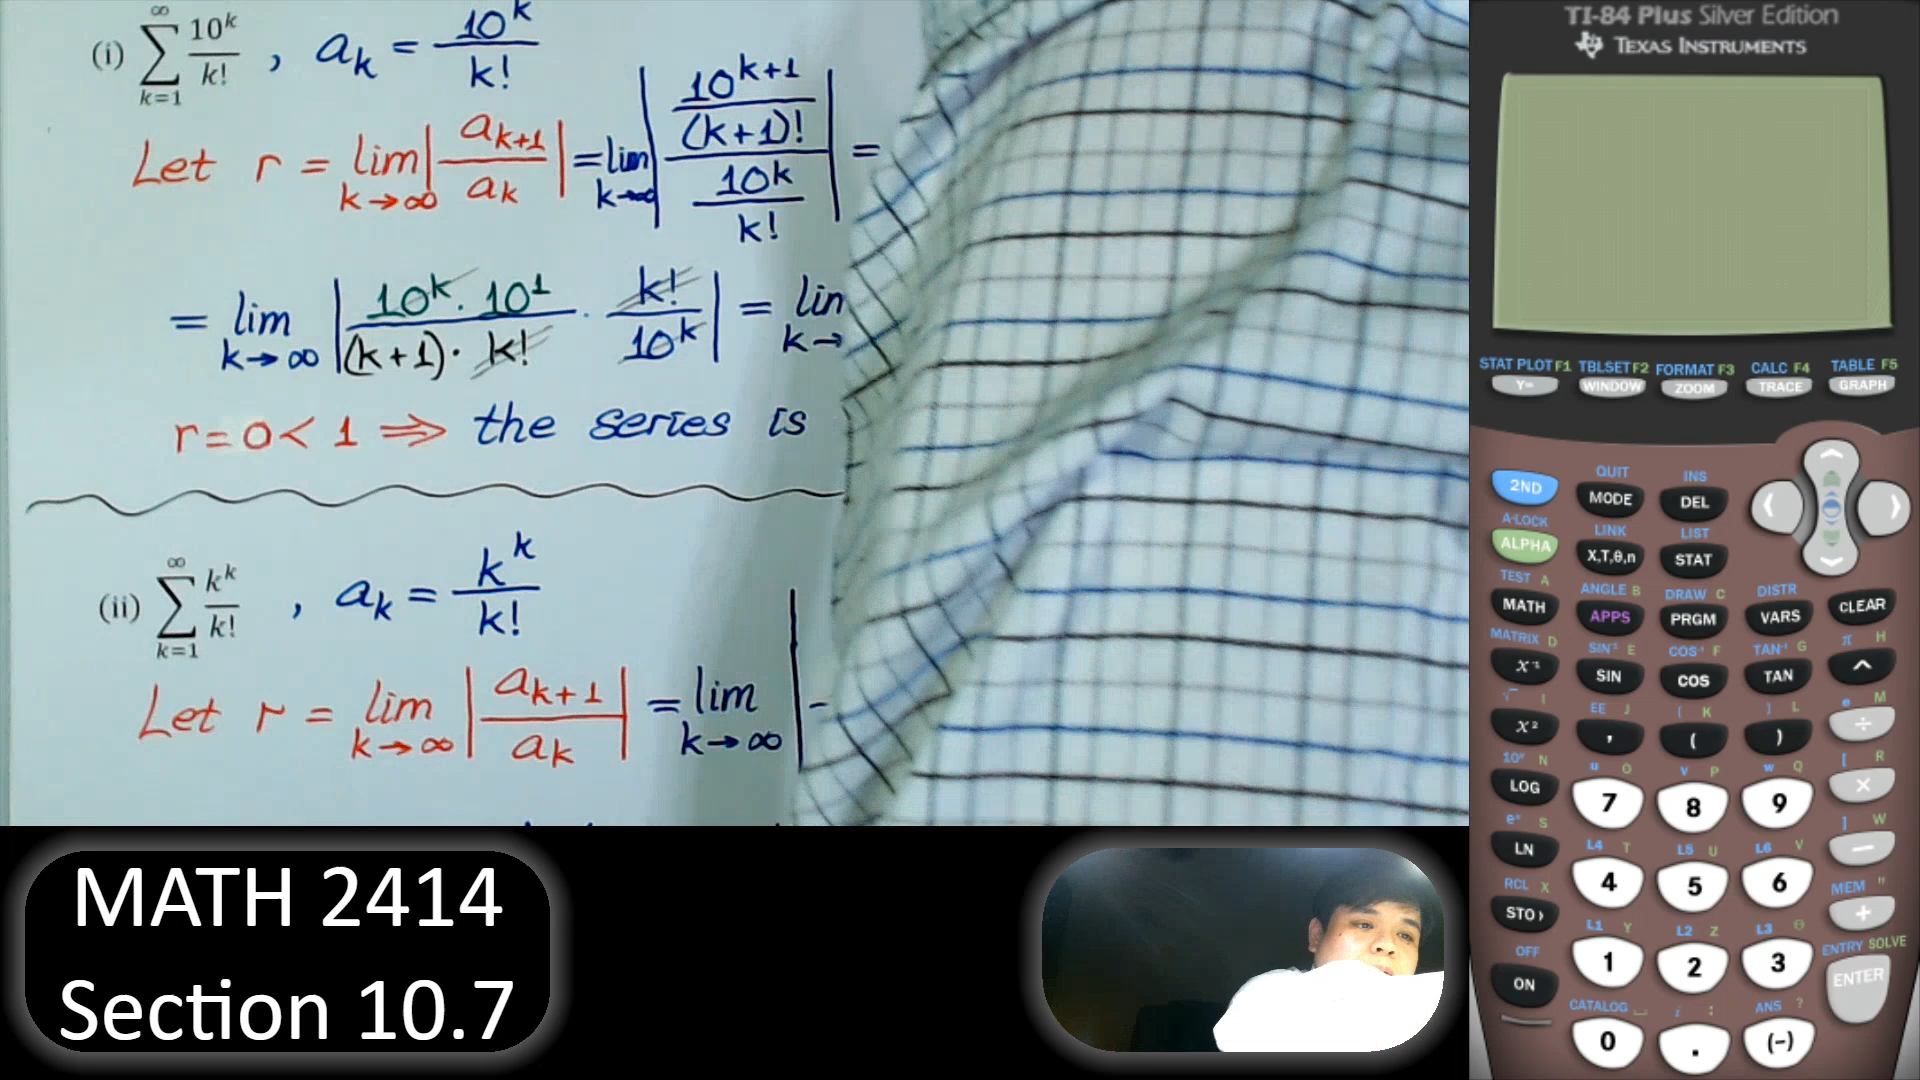 (i) ∑_{k=1}^{∞} 10^k/k! , a_k = 10^k/k!
Let r = lim_{k→∞} |a_{k+1}/a_k| = lim_{k→∞} |(10^{k+1}/(k+1)!)/(10^k/k!)| =
= lim_{k→∞} |(10^k · 10^1)/((k+1) · k!) · k!/10^k| = lim_{k→
r = 0 < 1 ⇒ the series is
(ii) ∑_{k=1}^{∞} k^k/k! , a_k = k^k/k!
Let r = lim_{k→∞} |a_{k+1}/a_k| = lim_{k→∞} | -
MATH 2414
Section 10.7
TI-84 Plus Silver Edition
TEXAS INSTRUMENTS
STAT PLOT F1 TBLSET F2 FORMAT F3 CALC F4 TABLE F5
Y= WINDOW ZOOM TRACE GRAPH
QUIT INS
2ND MODE DEL
A-LOCK LINK LIST
ALPHA X,T,θ,n STAT
TEST A ANGLE B DRAW C DISTR
MATH APPS PRGM VARS CLEAR
MATRIX D SIN⁻¹ E COS⁻¹ F TAN⁻¹ G π H
x⁻¹ SIN COS TAN ^
√ I EE J { K } L e M
x² , ( ) ÷
10ˣ N u O v P w Q [ R
LOG 7 8 9 ×
eˣ S L4 T L5 U L6 V ] W
LN 4 5 6 −
RCL X L1 Y L2 Z L3 θ MEM "
STO▸ 1 2 3 +
OFF CATALOG ⎵ i : ANS ? ENTRY SOLVE
ON 0 . (−) ENTER